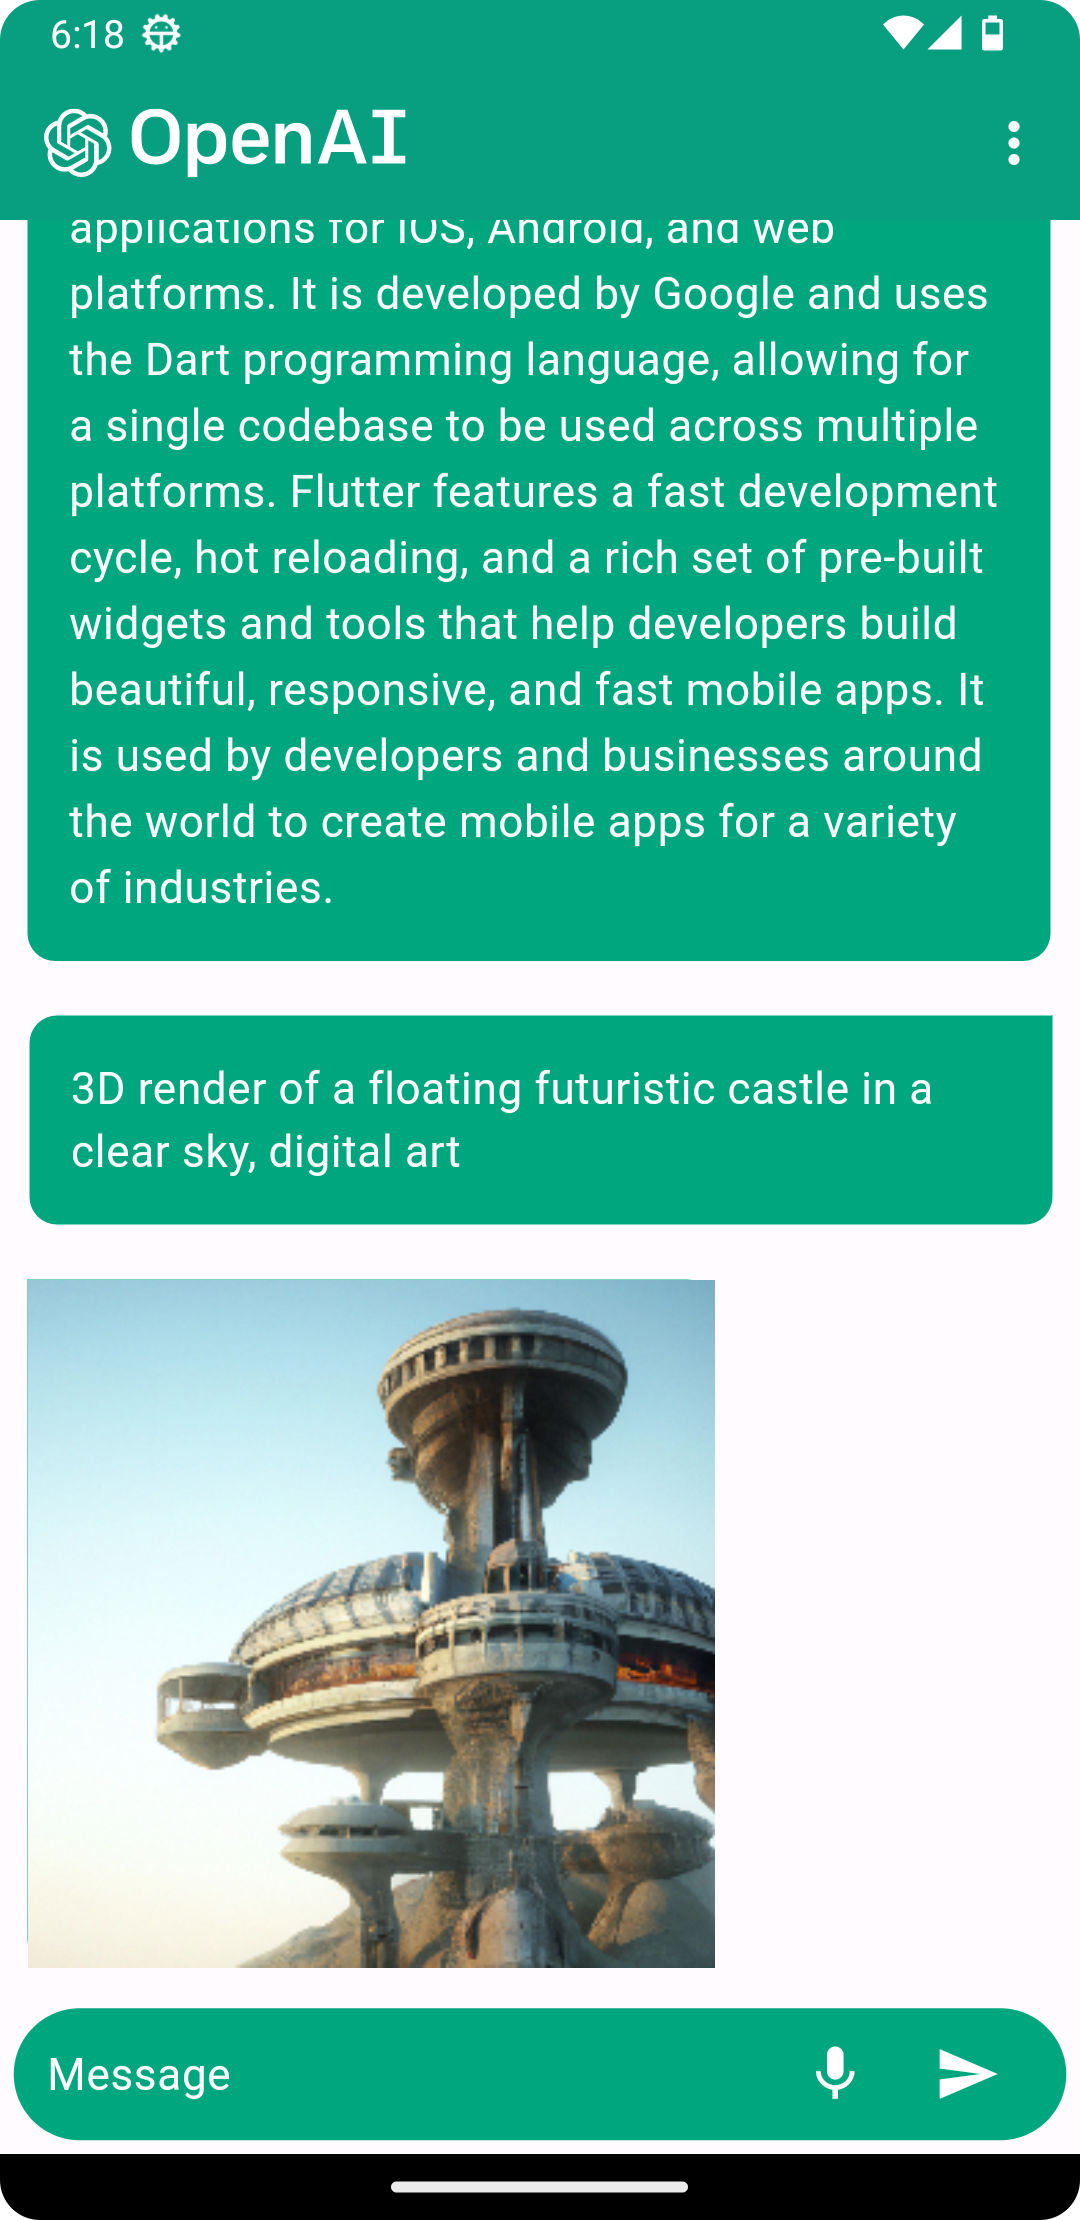 6:18
OpenAI
applications for iOS, Android, and web
platforms. It is developed by Google and uses
the Dart programming language, allowing for
a single codebase to be used across multiple
platforms. Flutter features a fast development
cycle, hot reloading, and a rich set of pre-built
widgets and tools that help developers build
beautiful, responsive, and fast mobile apps. It
is used by developers and businesses around
the world to create mobile apps for a variety
of industries.
3D render of a floating futuristic castle in a
clear sky, digital art
Message